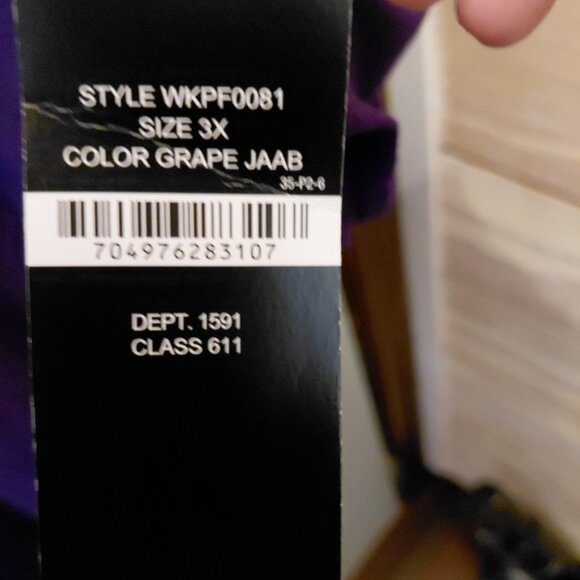 STYLE WKPF0081
SIZE 3X
COLOR GRAPE JAAB
35-P2-6
704976283107
DEPT. 1591
CLASS 611